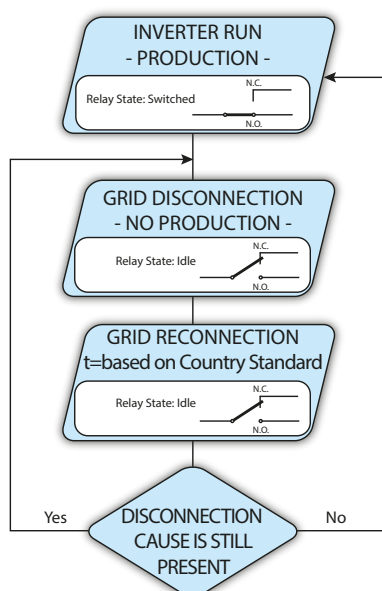 INVERTER RUN
- PRODUCTION -
N.C.
Relay State: Switched
N.O.
GRID DISCONNECTION
- NO PRODUCTION -
N.C.
Relay State: Idle
N.O.
GRID RECONNECTION
t=based on Country Standard
N.C.
Relay State: Idle
N.O.
Yes
No
DISCONNECTION
CAUSE IS STILL
PRESENT